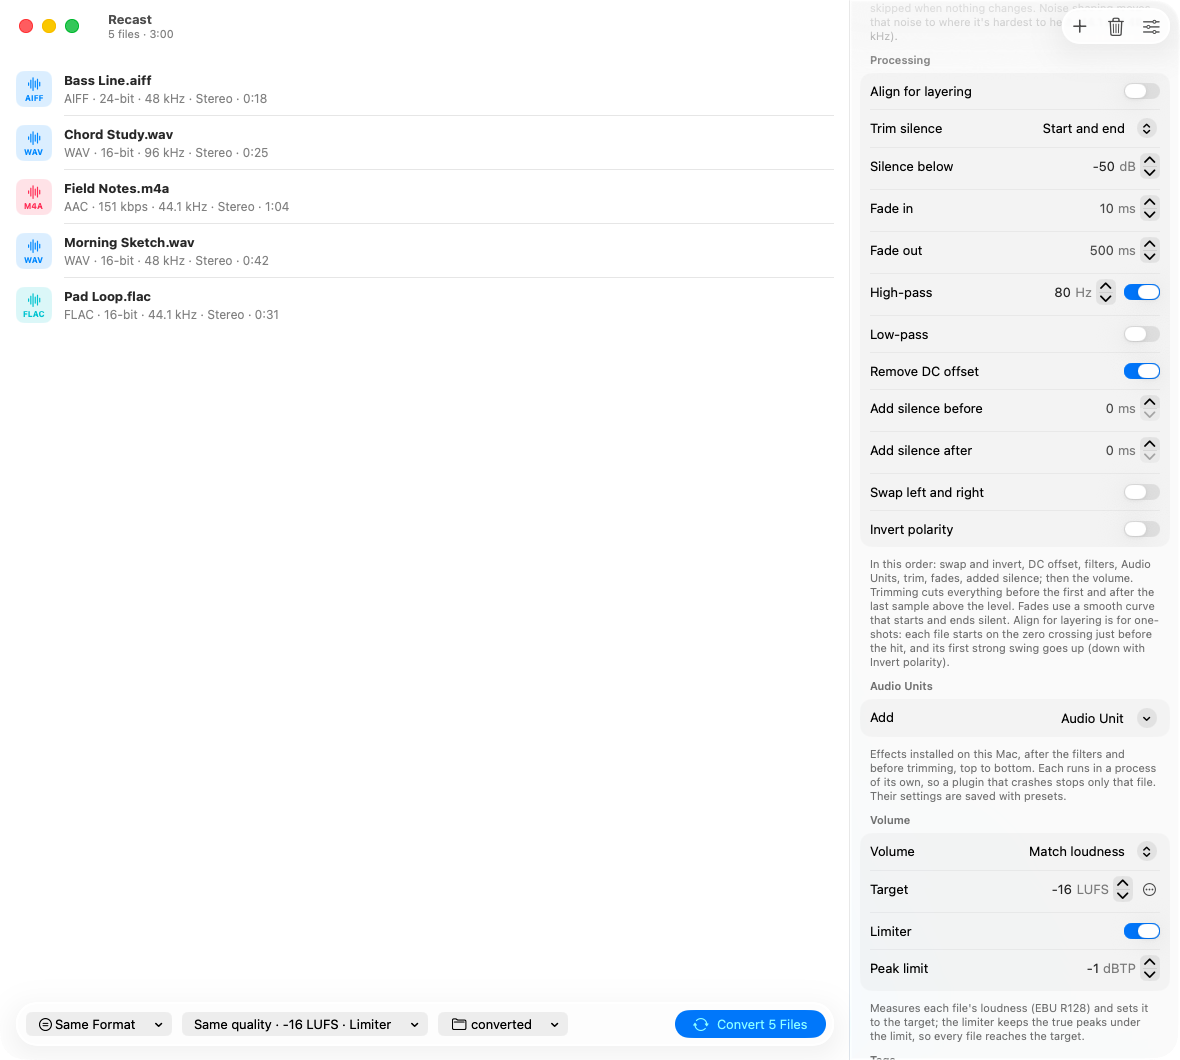 Recast
5 files · 3:00
AIFF
Bass Line.aiff
AIFF · 24-bit · 48 kHz · Stereo · 0:18
WAV
Chord Study.wav
WAV · 16-bit · 96 kHz · Stereo · 0:25
M4A
Field Notes.m4a
AAC · 151 kbps · 44.1 kHz · Stereo · 1:04
WAV
Morning Sketch.wav
WAV · 16-bit · 48 kHz · Stereo · 0:42
FLAC
Pad Loop.flac
FLAC · 16-bit · 44.1 kHz · Stereo · 0:31
Same Format
Same quality · -16 LUFS · Limiter
converted
Convert 5 Files
skipped when nothing changes. Noise shaping moves
that noise to where it's hardest to
kHz).
Processing
Align for layering
Trim silence Start and end
Silence below -50 dB
Fade in 10 ms
Fade out 500 ms
High-pass 80 Hz
Low-pass
Remove DC offset
Add silence before 0 ms
Add silence after 0 ms
Swap left and right
Invert polarity
In this order: swap and invert, DC offset, filters, Audio
Units, trim, fades, added silence; then the volume.
Trimming cuts everything before the first and after the
last sample above the level. Fades use a smooth curve
that starts and ends silent. Align for layering is for one-
shots: each file starts on the zero crossing just before
the hit, and its first strong swing goes up (down with
Invert polarity).
Audio Units
Add Audio Unit
Effects installed on this Mac, after the filters and
before trimming, top to bottom. Each runs in a process
of its own, so a plugin that crashes stops only that file.
Their settings are saved with presets.
Volume
Volume Match loudness
Target -16 LUFS
Limiter
Peak limit -1 dBTP
Measures each file's loudness (EBU R128) and sets it
to the target; the limiter keeps the true peaks under
the limit, so every file reaches the target.